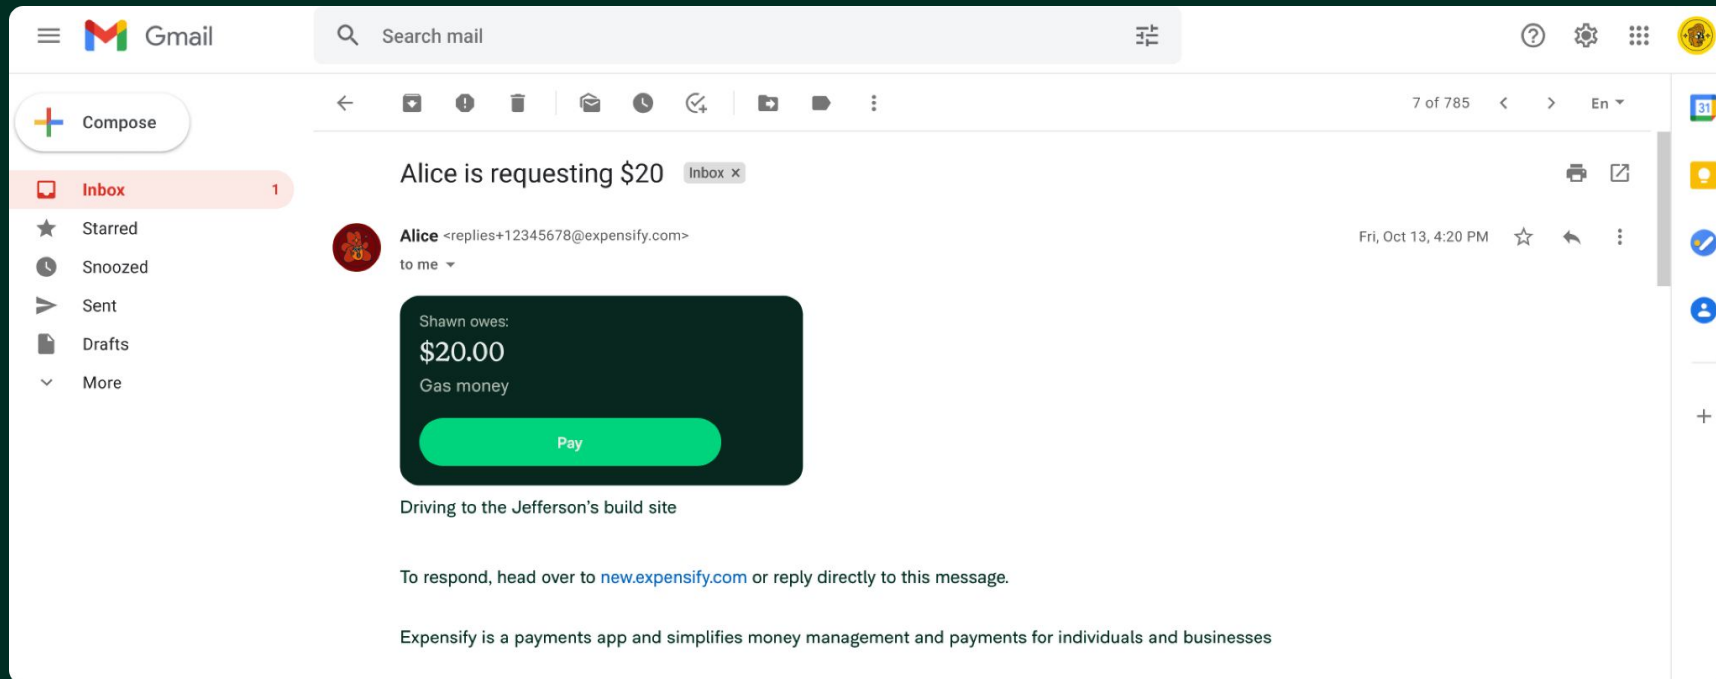 Gmail
Search mail
Compose
7 of 785
En
Inbox 1
Starred
Snoozed
Sent
Drafts
More
Alice is requesting $20 Inbox ×
Alice <replies+12345678@expensify.com>
Fri, Oct 13, 4:20 PM
to me
Shawn owes:
$20.00
Gas money
Pay
Driving to the Jefferson's build site
To respond, head over to new.expensify.com or reply directly to this message.
Expensify is a payments app and simplifies money management and payments for individuals and businesses
31